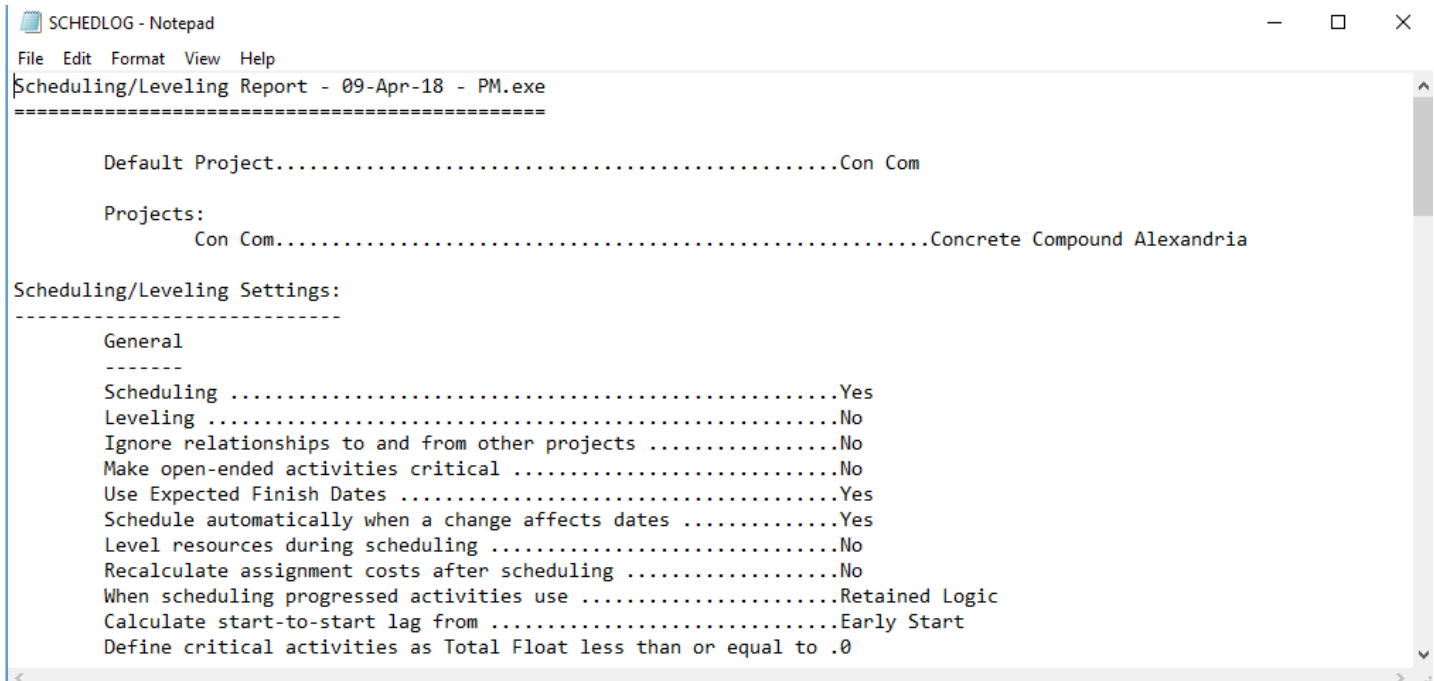 SCHEDLOG - Notepad
File Edit Format View Help
Scheduling/Leveling Report - 09-Apr-18 - PM.exe
===============================================
Default Project..................................................Con Com
Projects:
Con Com..........................................................Concrete Compound Alexandria
Scheduling/Leveling Settings:
-----------------------------
General
-------
Scheduling ......................................................Yes
Leveling ........................................................No
Ignore relationships to and from other projects .................No
Make open-ended activities critical .............................No
Use Expected Finish Dates .......................................Yes
Schedule automatically when a change affects dates ..............Yes
Level resources during scheduling ...............................No
Recalculate assignment costs after scheduling ...................No
When scheduling progressed activities use .......................Retained Logic
Calculate start-to-start lag from ...............................Early Start
Define critical activities as Total Float less than or equal to .0